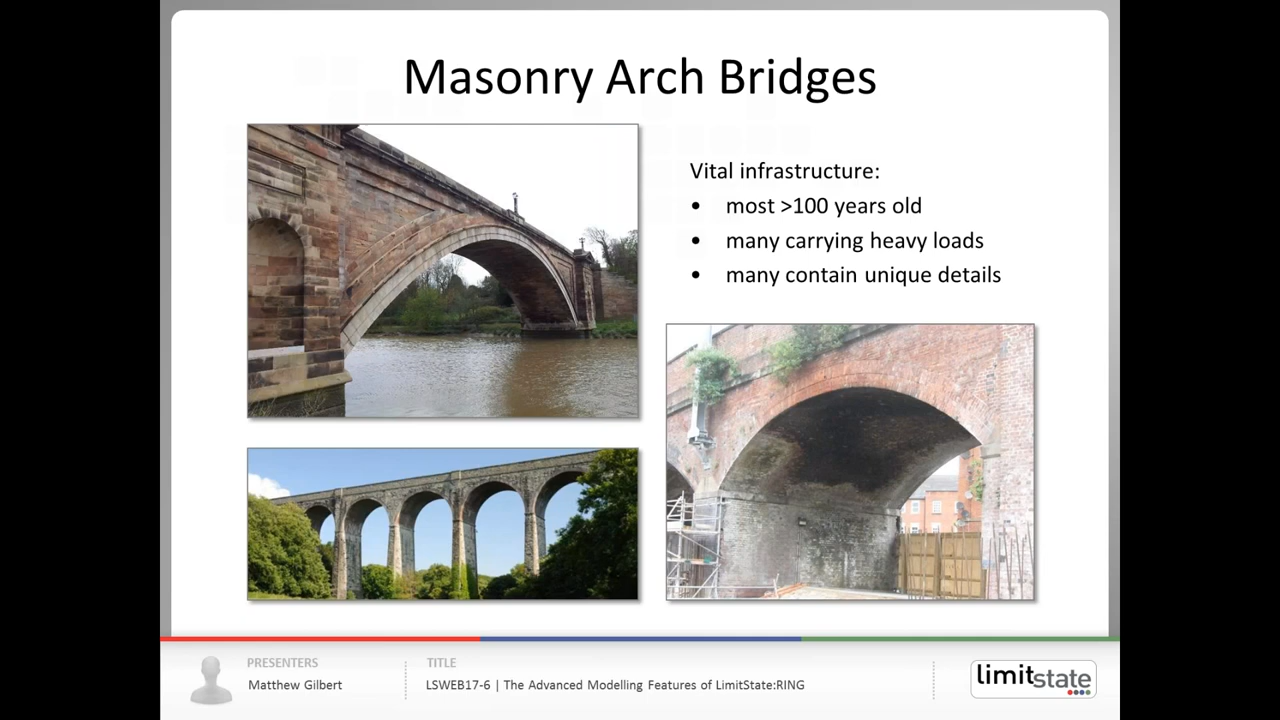 Masonry Arch Bridges
Vital infrastructure:
• most >100 years old
• many carrying heavy loads
• many contain unique details
PRESENTERS
Matthew Gilbert
TITLE
LSWEB17-6 | The Advanced Modelling Features of LimitState:RING
limitstate